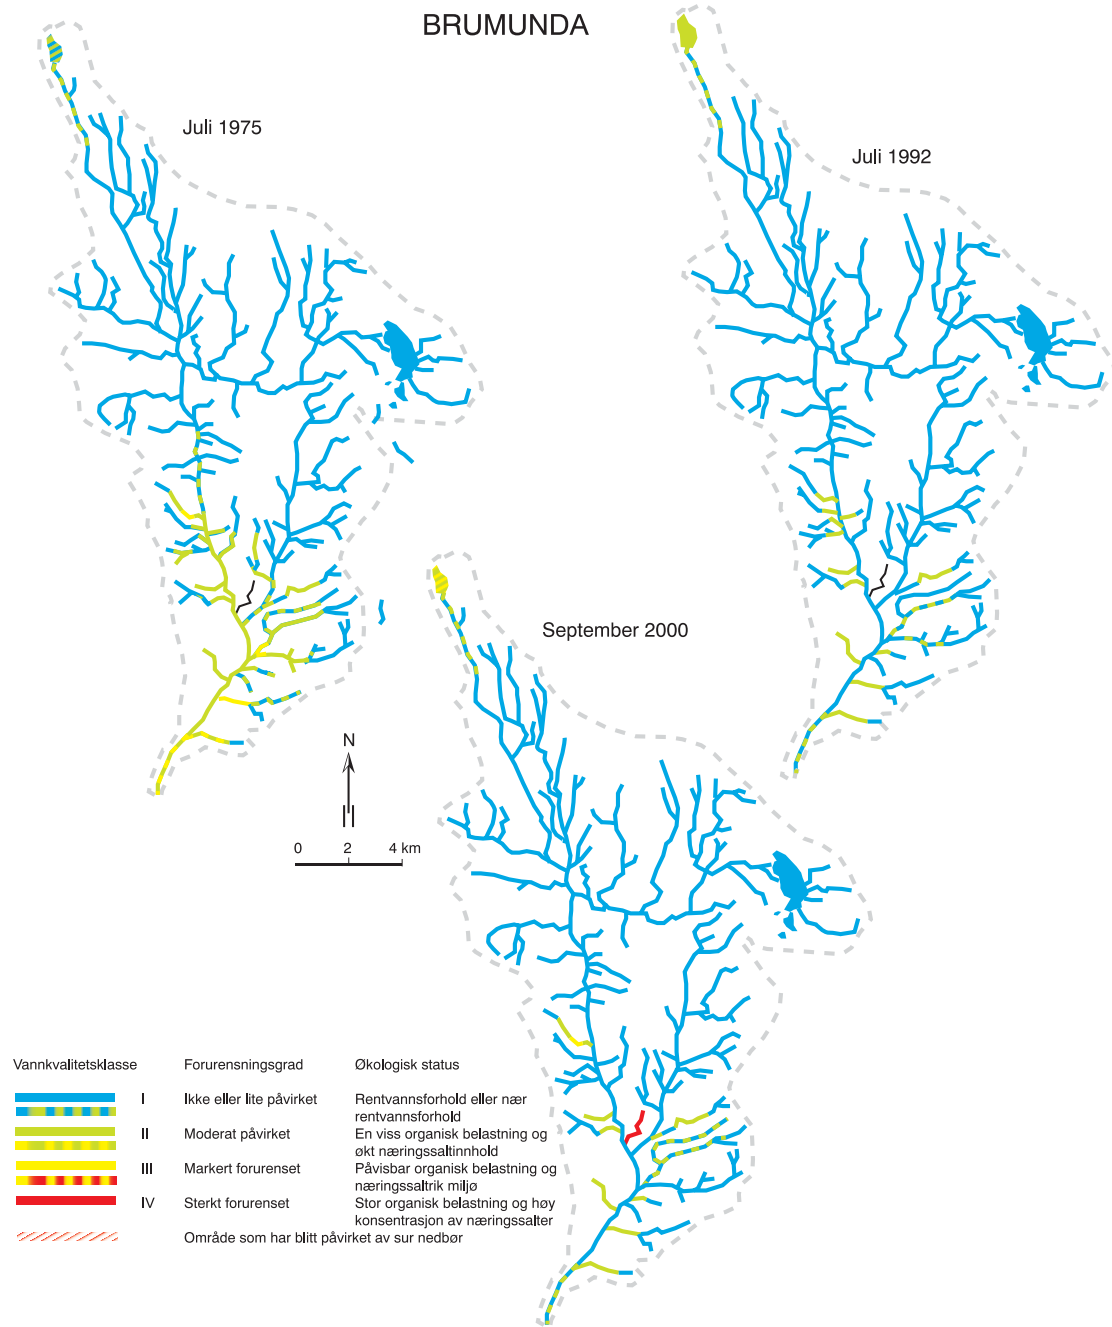 BRUMUNDA
Juli 1975
Juli 1992
September 2000
N
0 2 4 km
Vannkvalitetsklasse Forurensningsgrad Økologisk status
I Ikke eller lite påvirket Rentvannsforhold eller nær
rentvannsforhold
II Moderat påvirket En viss organisk belastning og
økt næringssaltinnhold
III Markert forurenset Påvisbar organisk belastning og
næringssaltrik miljø
IV Sterkt forurenset Stor organisk belastning og høy
konsentrasjon av næringssalter
Område som har blitt påvirket av sur nedbør